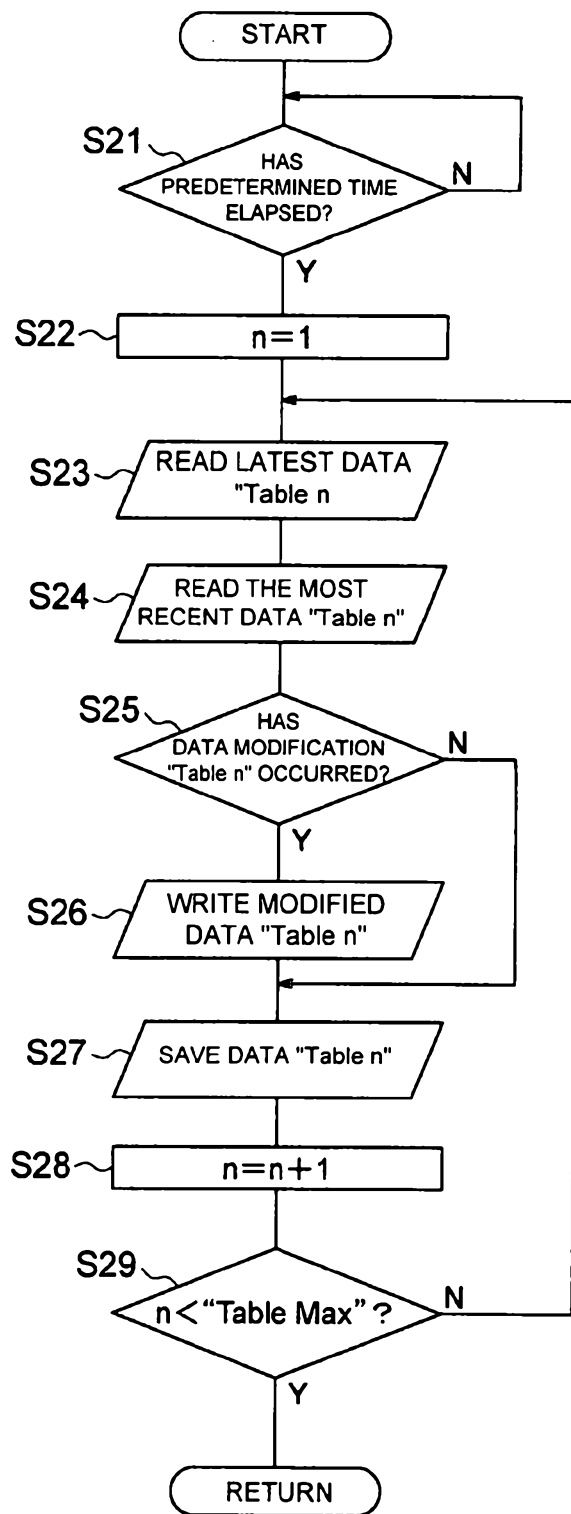 START
S21
HAS
PREDETERMINED TIME
ELAPSED?
N
Y
S22
n=1
S23
READ LATEST DATA
"Table n
S24
READ THE MOST
RECENT DATA "Table n"
S25
HAS
DATA MODIFICATION
"Table n" OCCURRED?
N
Y
S26
WRITE MODIFIED
DATA "Table n"
S27
SAVE DATA "Table n"
S28
n=n+1
S29
n<“Table Max”?
N
Y
RETURN